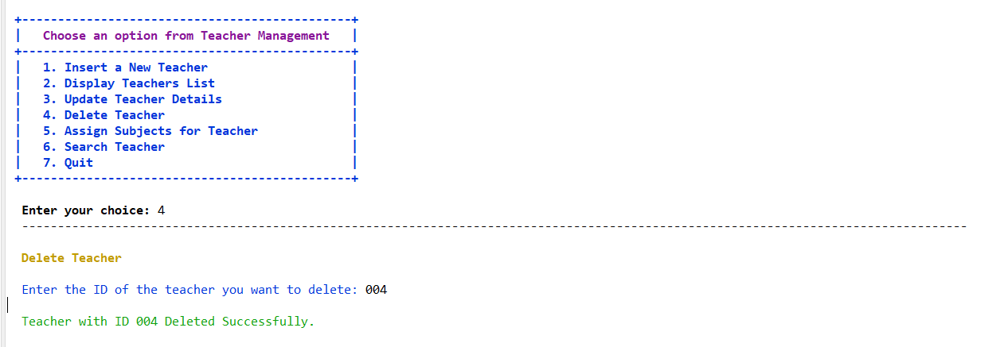 +----------------------------------------------+
|   Choose an option from Teacher Management   |
+----------------------------------------------+
|   1. Insert a New Teacher                    |
|   2. Display Teachers List                   |
|   3. Update Teacher Details                  |
|   4. Delete Teacher                          |
|   5. Assign Subjects for Teacher             |
|   6. Search Teacher                          |
|   7. Quit                                    |
+----------------------------------------------+
Enter your choice: 4
------------------------------------------------------------------------------------------------------------------------------------
Delete Teacher
Enter the ID of the teacher you want to delete: 004
Teacher with ID 004 Deleted Successfully.